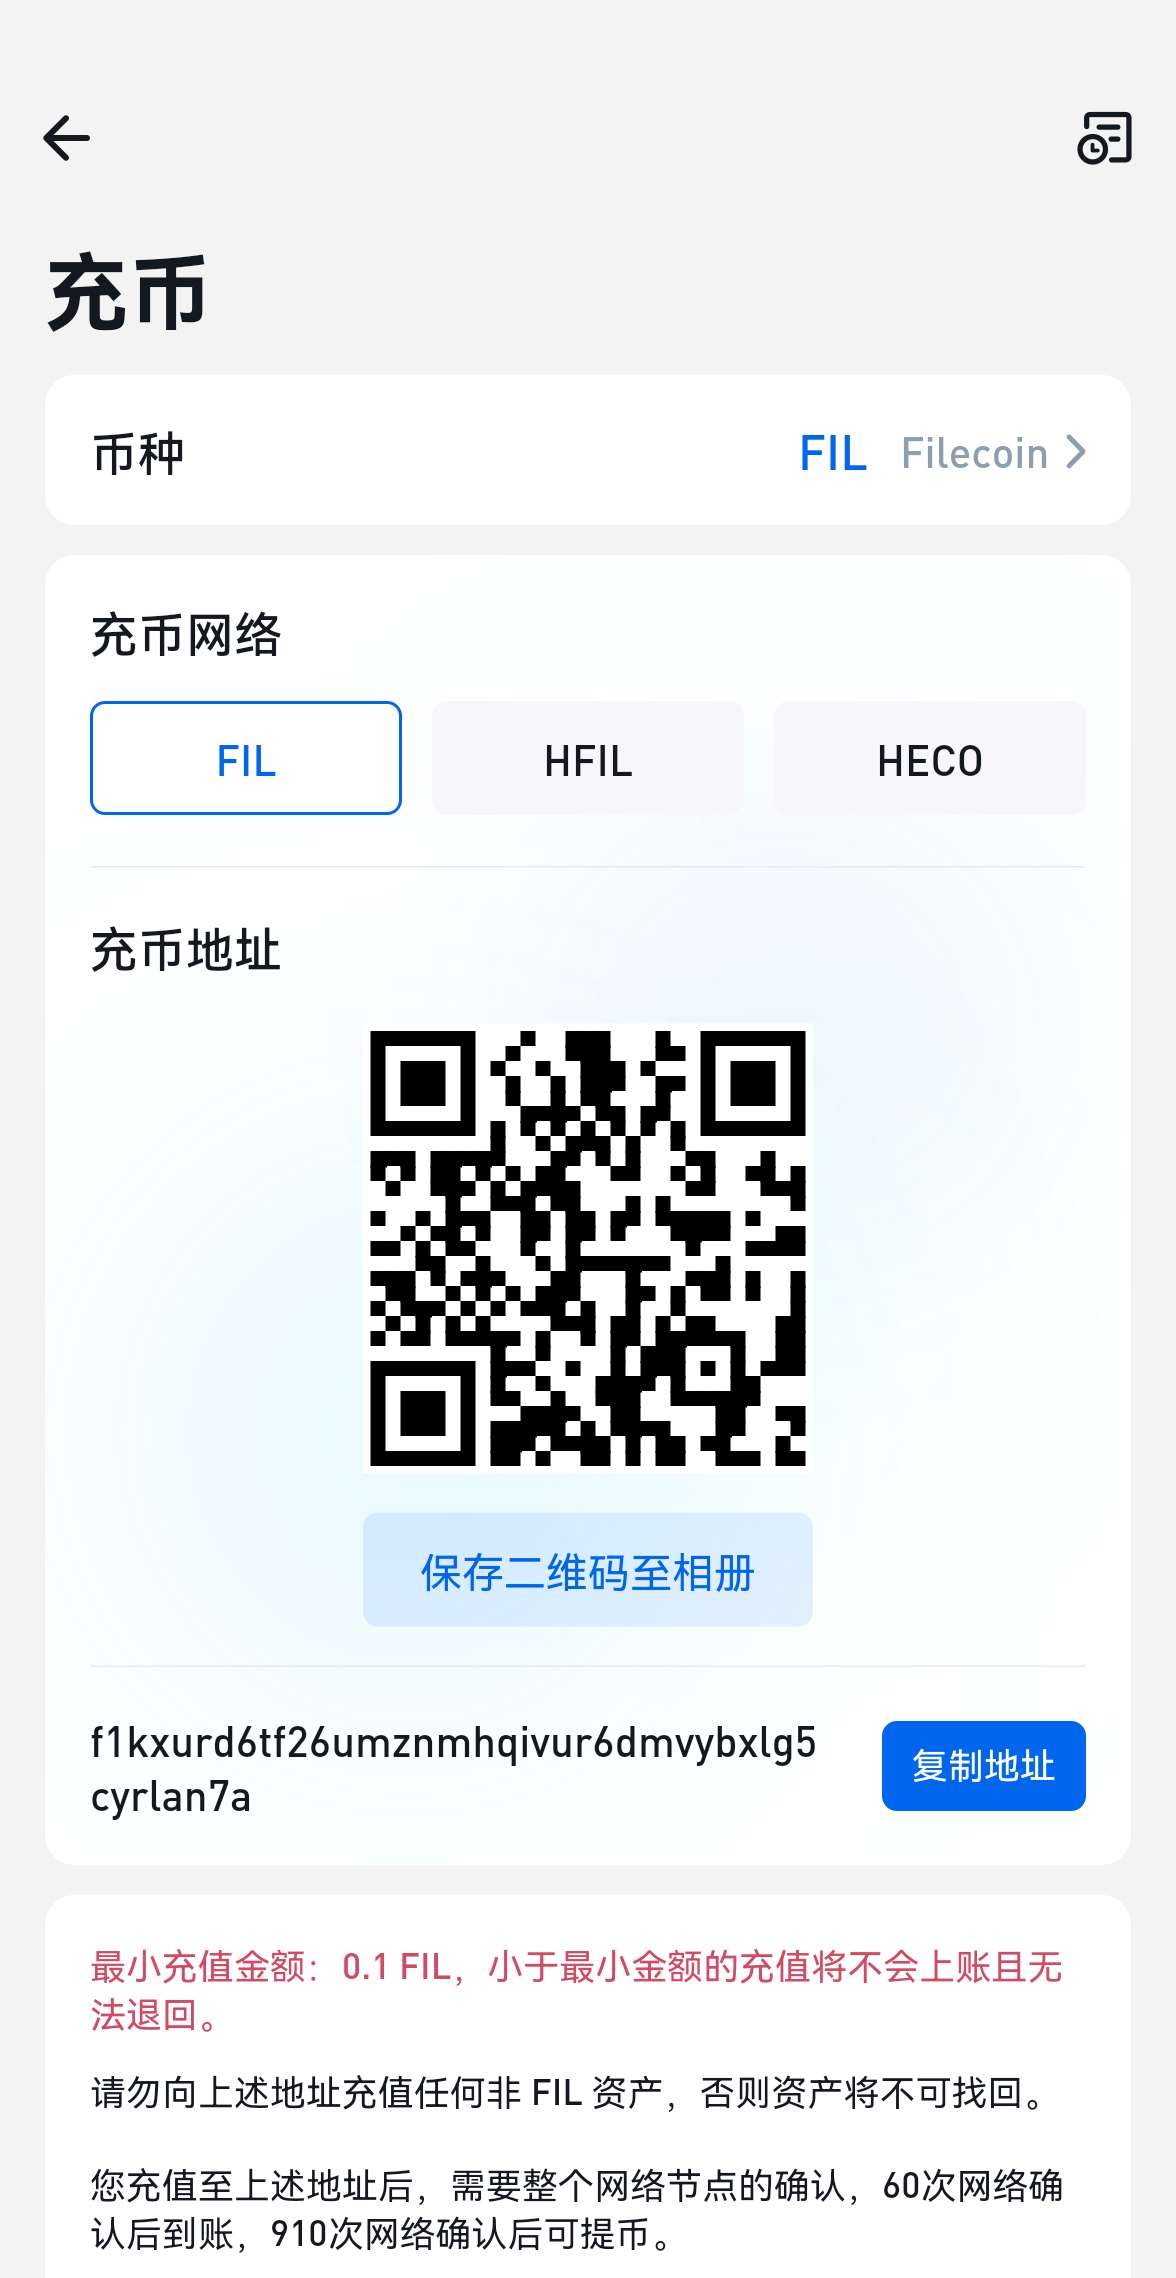 充币
币种
FIL Filecoin
充币网络
FIL HFIL HECO
充币地址
保存二维码至相册
f1kxurd6tf26umznmhqivur6dmvybxlg5
cyrlan7a
复制地址
最小充值金额：0.1 FIL，小于最小金额的充值将不会上账且无
法退回。
请勿向上述地址充值任何非 FIL 资产，否则资产将不可找回。
您充值至上述地址后，需要整个网络节点的确认，60次网络确
认后到账，910次网络确认后可提币。